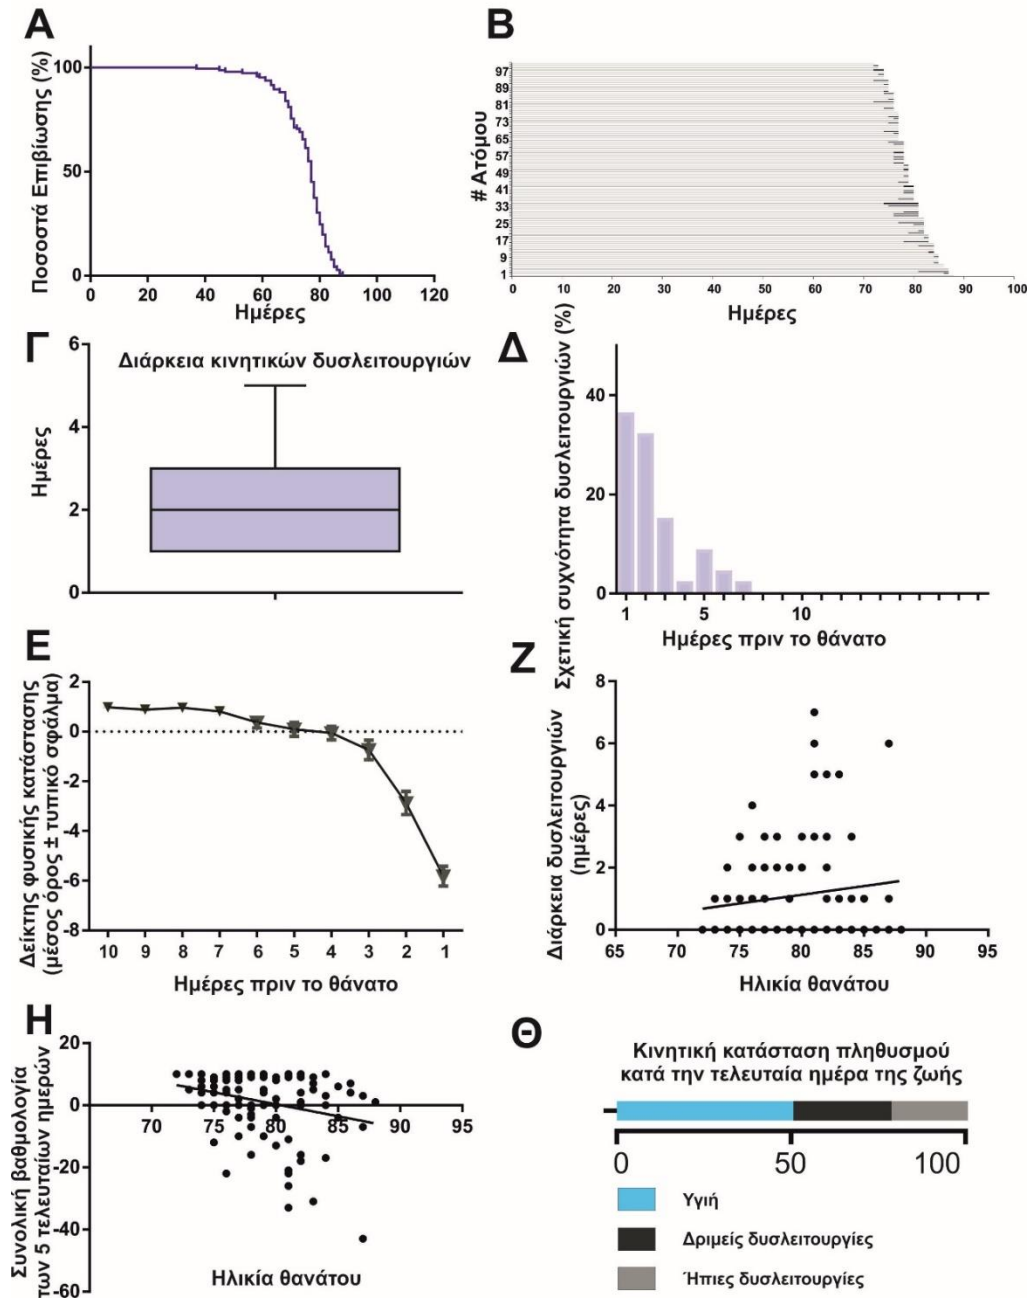 Α
Ποσοστά Επιβίωσης (%)
100
50
0
0 20 40 60 80 100 120
Ημέρες
Β
# Ατόμου
97
89
81
73
65
57
49
41
33
25
17
9
1
0 10 20 30 40 50 60 70 80 90 100
Ημέρες
Γ
Διάρκεια κινητικών δυσλειτουργιών
Ημέρες
6
4
2
0
Δ
Σχετική συχνότητα δυσλειτουργιών (%)
40
20
0
1 5 10
Ημέρες πριν το θάνατο
Ε
Δείκτης φυσικής κατάστασης
(μέσος όρος ± τυπικό σφάλμα)
2
0
-2
-4
-6
-8
10 9 8 7 6 5 4 3 2 1
Ημέρες πριν το θάνατο
Ζ
Διάρκεια δυσλειτουργιών
(ημέρες)
8
6
4
2
0
65 70 75 80 85 90 95
Ηλικία θανάτου
Η
Συνολική βαθμολογία
των 5 τελευταίων ημερών
20
0
-20
-40
-60
70 75 80 85 90 95
Ηλικία θανάτου
Θ
Κινητική κατάσταση πληθυσμού
κατά την τελευταία ημέρα της ζωής
0 50 100
Υγιή
Δριμείς δυσλειτουργίες
Ήπιες δυσλειτουργίες